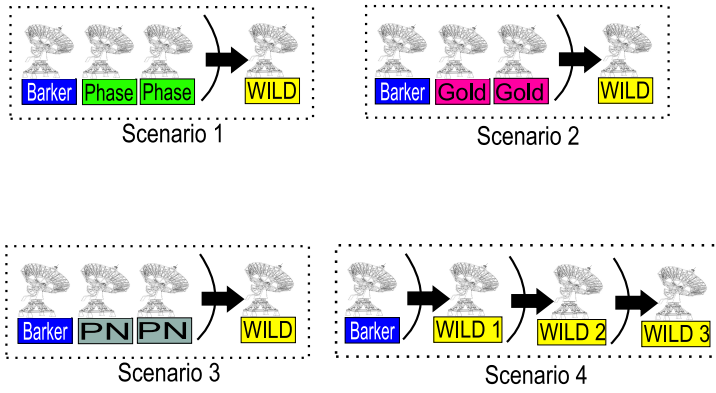 Barker Phase Phase WILD
Scenario 1
Barker Gold Gold WILD
Scenario 2
Barker PN PN WILD
Scenario 3
Barker WILD 1 WILD 2 WILD 3
Scenario 4